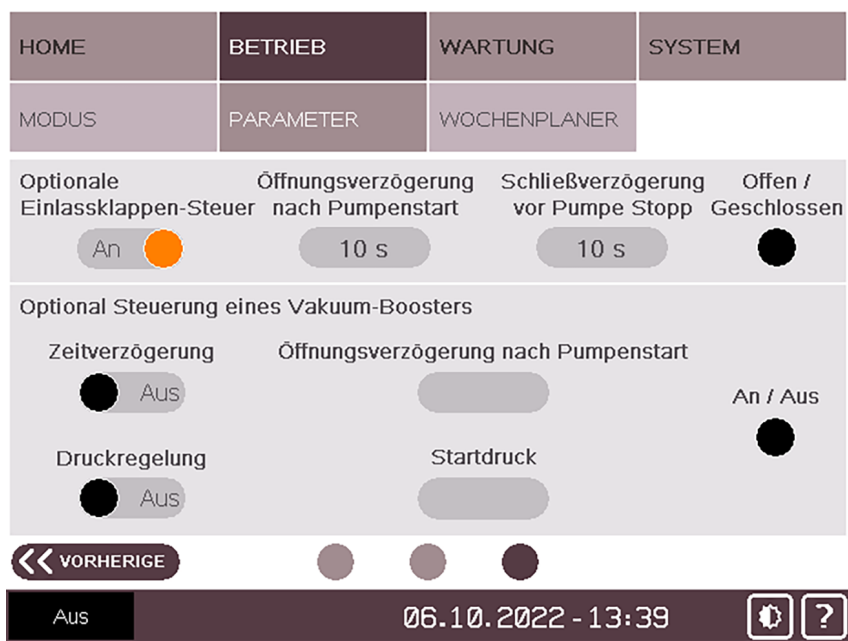 HOME BETRIEB WARTUNG SYSTEM
MODUS PARAMETER WOCHENPLANER
Optionale Öffnungsverzögerung Schließverzögerung Offen /
Einlassklappen-Steuer nach Pumpenstart vor Pumpe Stopp Geschlossen
An 10 s 10 s
Optional Steuerung eines Vakuum-Boosters
Zeitverzögerung Öffnungsverzögerung nach Pumpenstart
Aus An / Aus
Druckregelung Startdruck
Aus
VORHERIGE
Aus 06.10.2022-13:39 ?